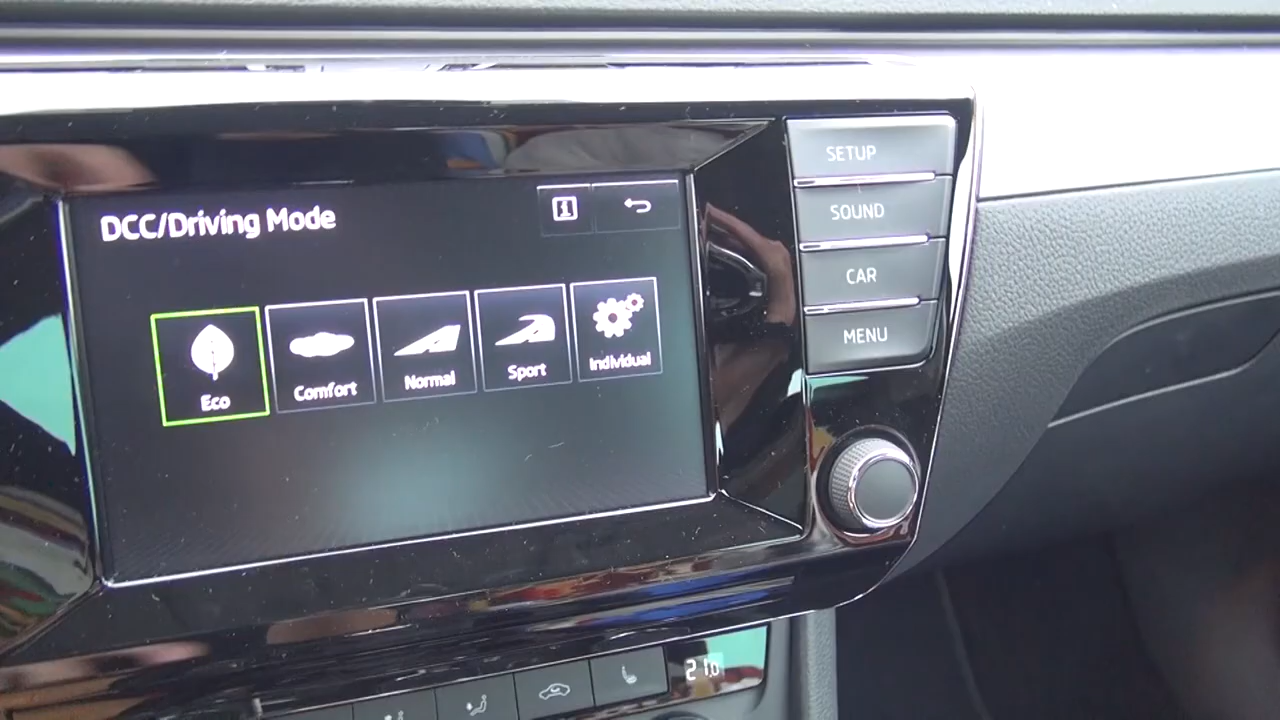 DCC/Driving Mode
Eco
Comfort
Normal
Sport
Individual
SETUP
SOUND
CAR
MENU
21.0